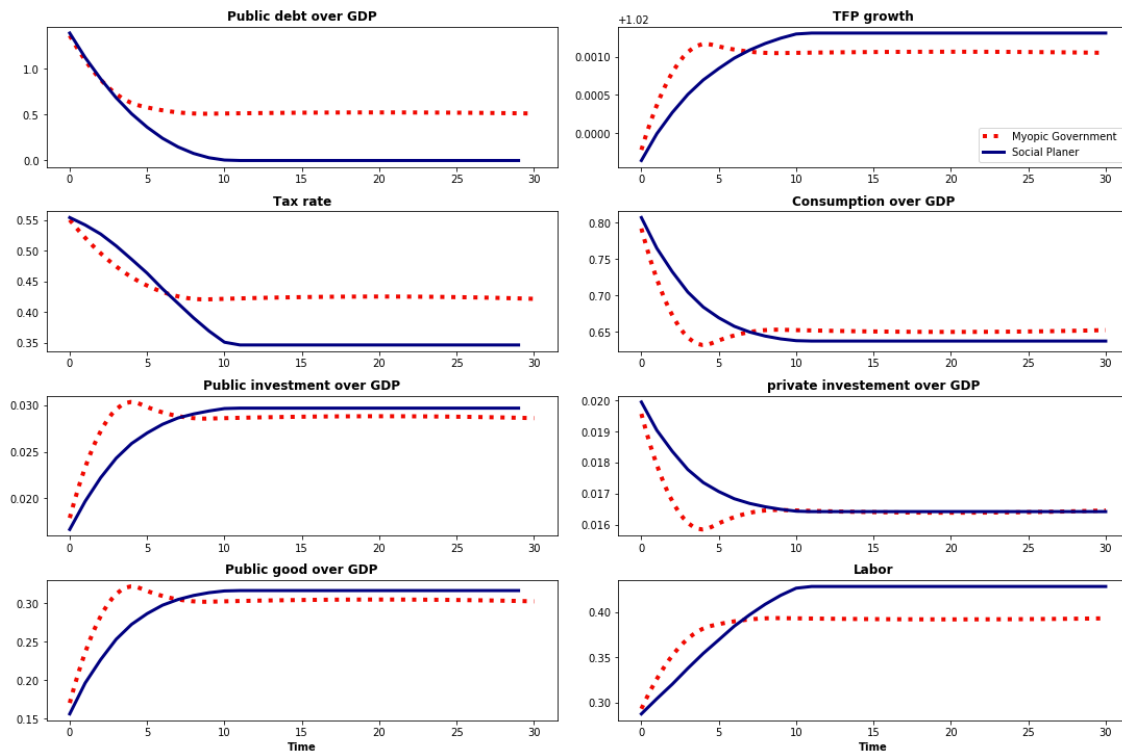 Public debt over GDP
1.0
0.5
0.0
0 5 10 15 20 25 30
TFP growth
+1.02
0.0010
0.0005
0.0000
Myopic Government
Social Planer
0 5 10 15 20 25 30
Tax rate
0.55
0.50
0.45
0.40
0.35
0 5 10 15 20 25 30
Consumption over GDP
0.80
0.75
0.70
0.65
0 5 10 15 20 25 30
Public investment over GDP
0.030
0.025
0.020
0 5 10 15 20 25 30
private investement over GDP
0.020
0.019
0.018
0.017
0.016
0 5 10 15 20 25 30
Public good over GDP
0.30
0.25
0.20
0.15
0 5 10 15 20 25 30
Time
Labor
0.40
0.35
0.30
0 5 10 15 20 25 30
Time